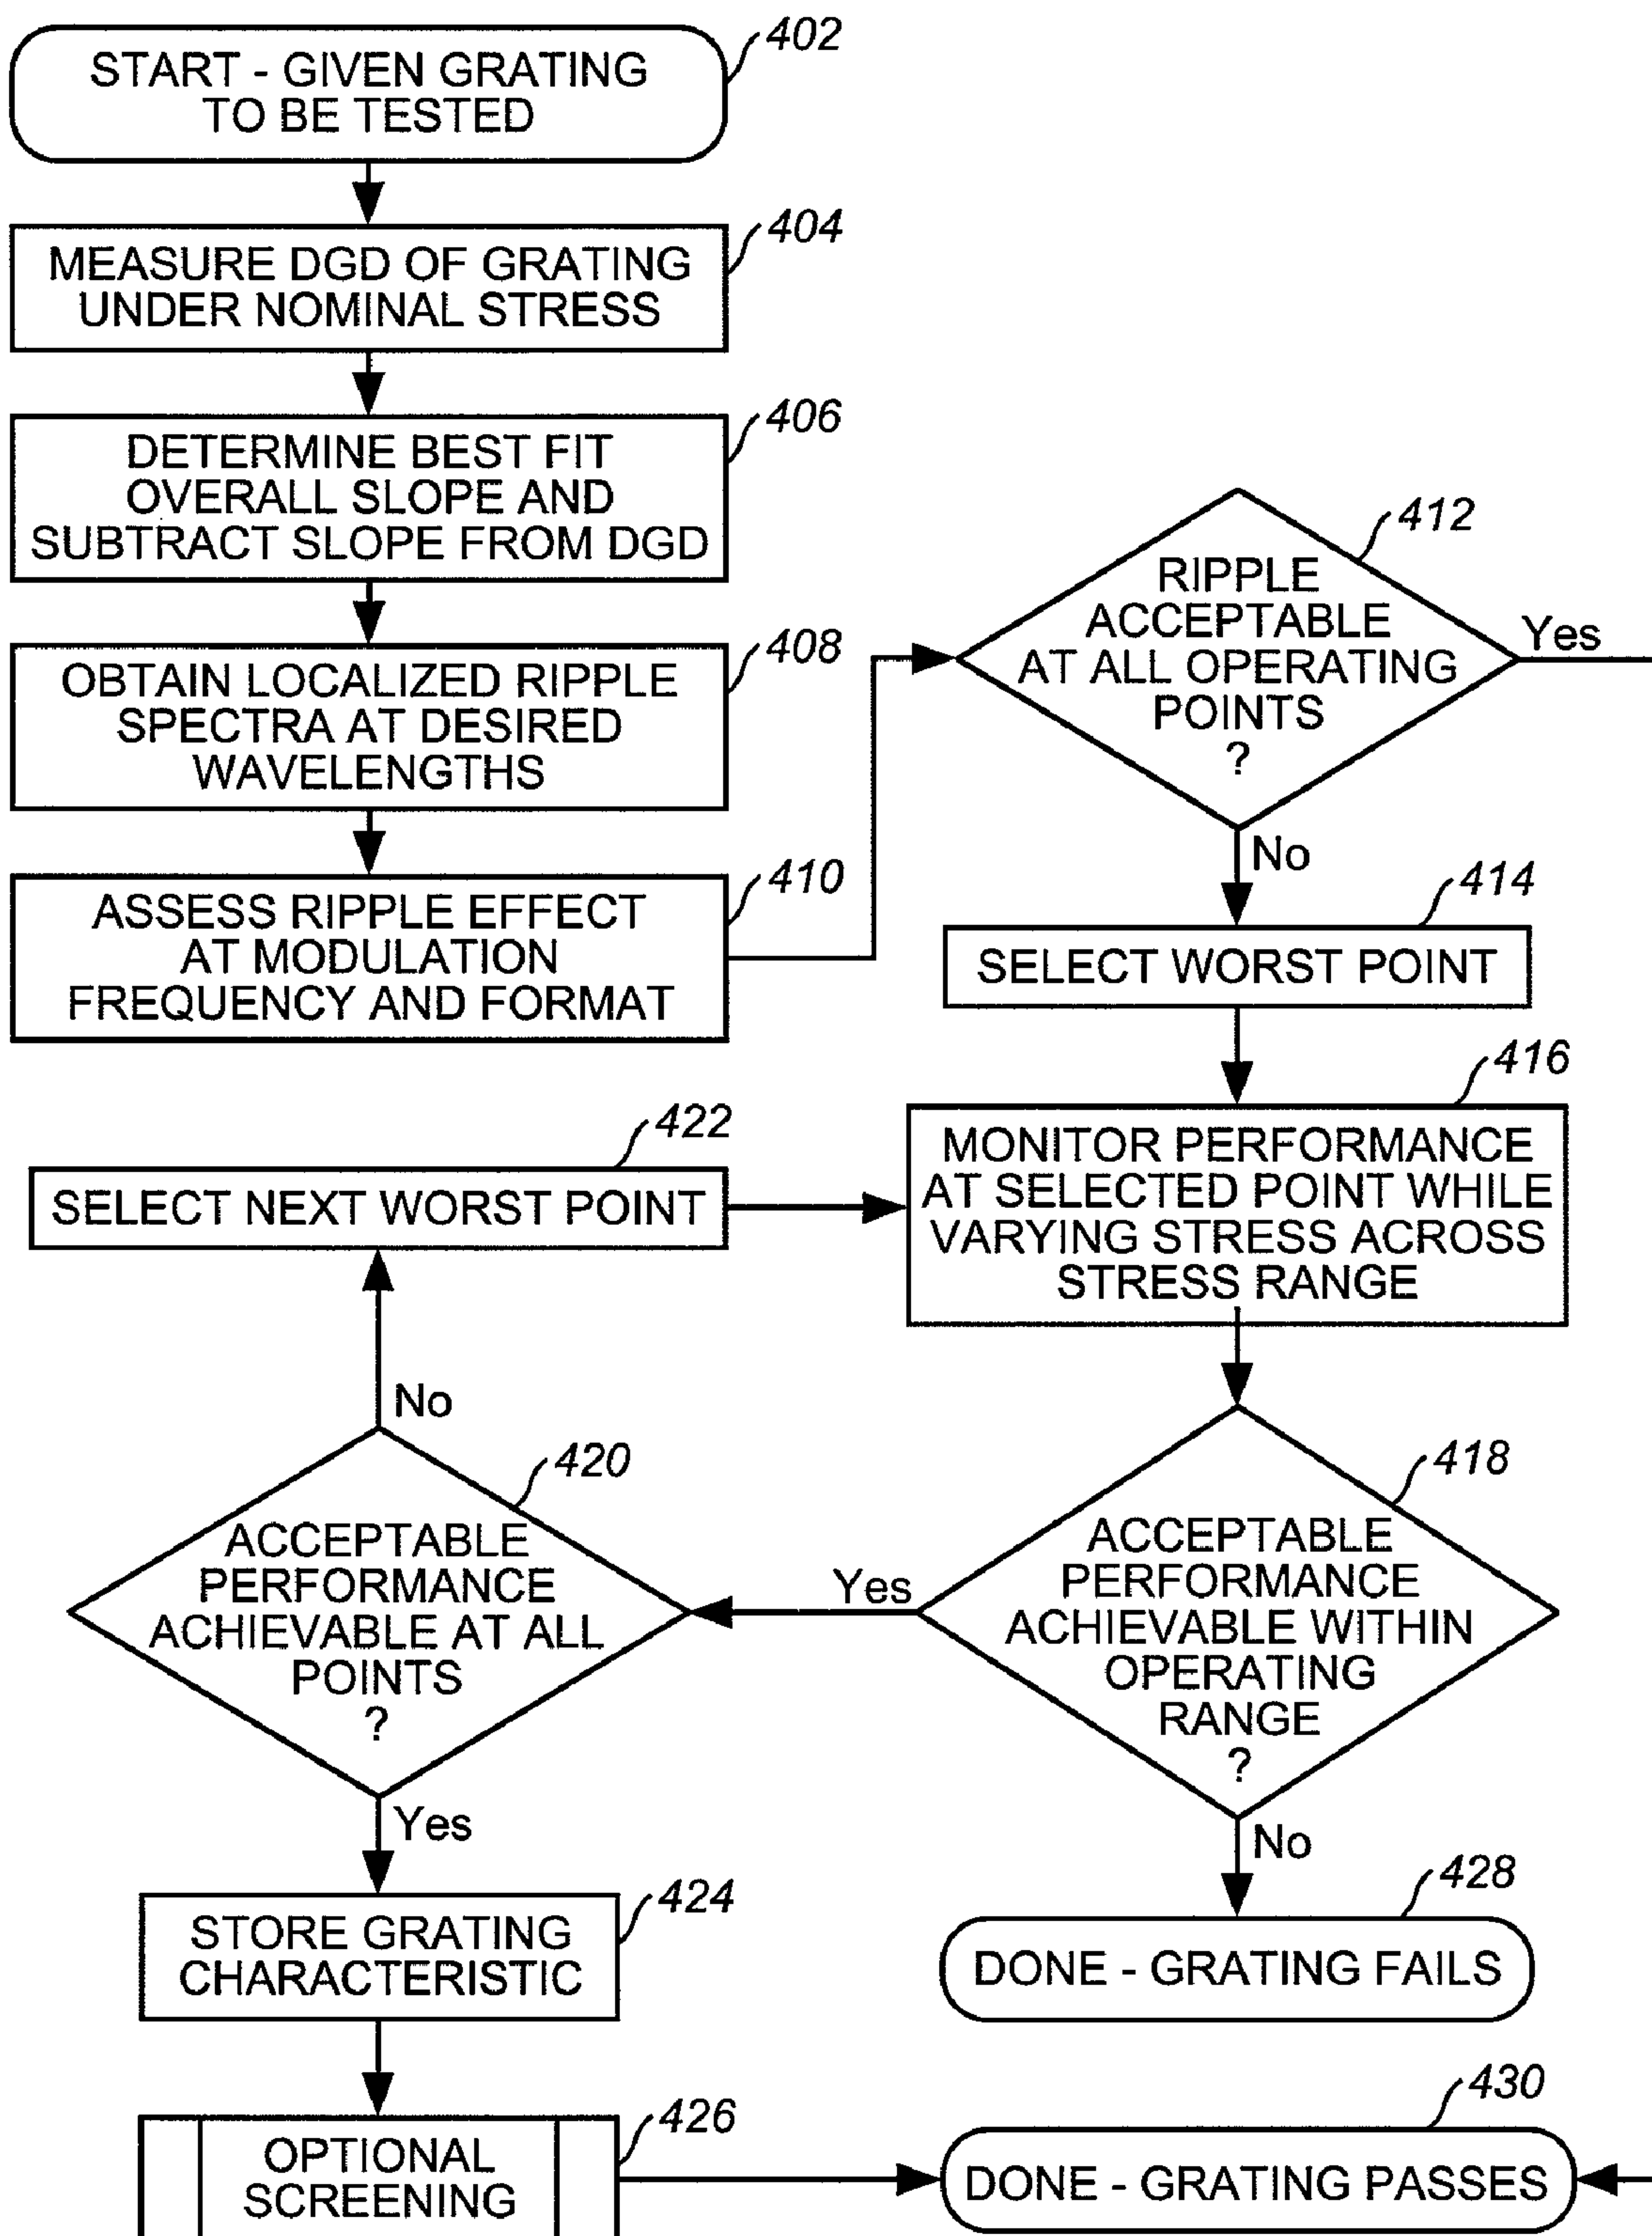 402
START - GIVEN GRATING
TO BE TESTED
404
MEASURE DGD OF GRATING
UNDER NOMINAL STRESS
406
DETERMINE BEST FIT
OVERALL SLOPE AND
SUBTRACT SLOPE FROM DGD
408
OBTAIN LOCALIZED RIPPLE
SPECTRA AT DESIRED
WAVELENGTHS
410
ASSESS RIPPLE EFFECT
AT MODULATION
FREQUENCY AND FORMAT
412
RIPPLE
ACCEPTABLE
AT ALL OPERATING
POINTS
?
Yes
No
414
SELECT WORST POINT
416
MONITOR PERFORMANCE
AT SELECTED POINT WHILE
VARYING STRESS ACROSS
STRESS RANGE
422
SELECT NEXT WORST POINT
No
420
ACCEPTABLE
PERFORMANCE
ACHIEVABLE AT ALL
POINTS
?
Yes
418
ACCEPTABLE
PERFORMANCE
ACHIEVABLE WITHIN
OPERATING
RANGE
?
Yes
No
424
STORE GRATING
CHARACTERISTIC
428
DONE - GRATING FAILS
426
OPTIONAL
SCREENING
430
DONE - GRATING PASSES